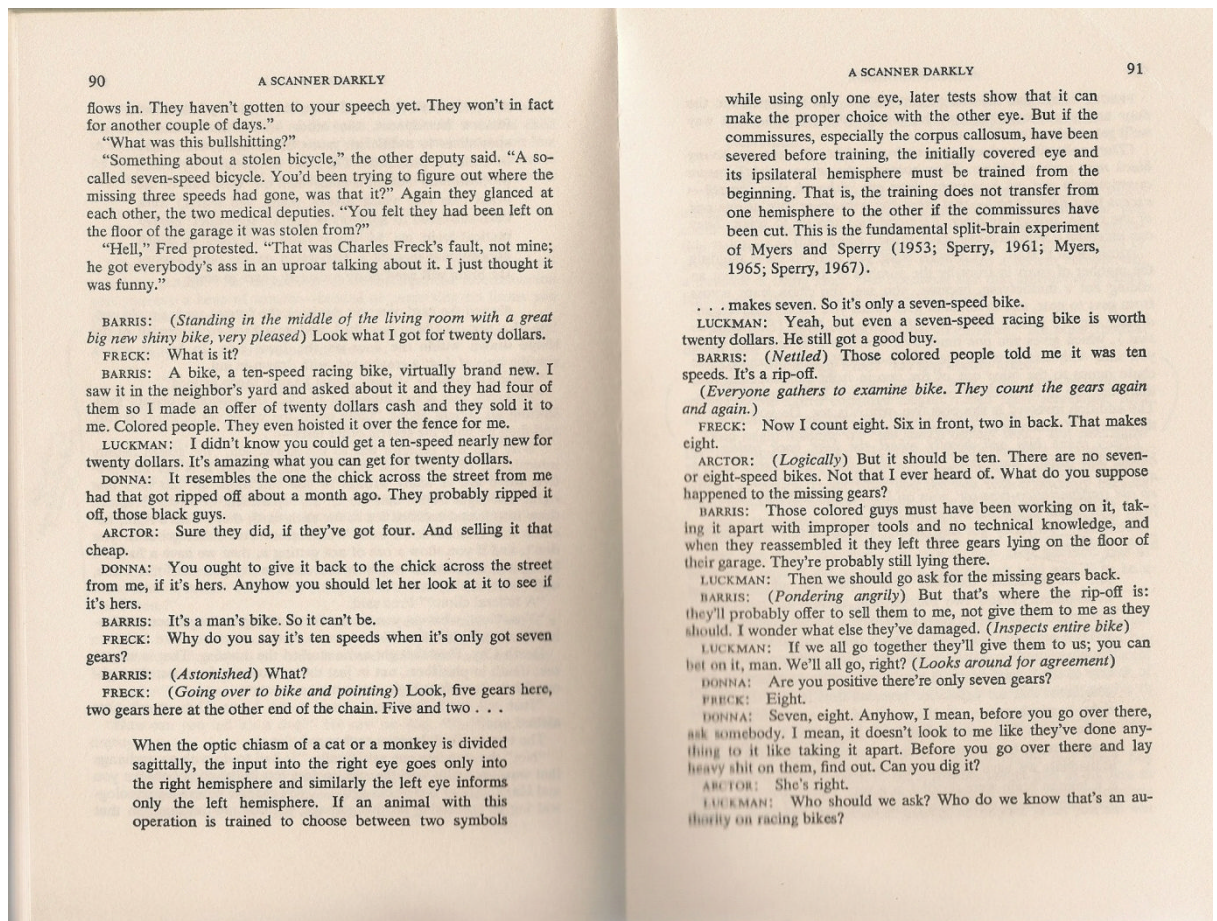 90
A SCANNER DARKLY
flows in. They haven't gotten to your speech yet. They won't in fact
for another couple of days."
"What was this bullshitting?"
"Something about a stolen bicycle," the other deputy said. "A so-
called seven-speed bicycle. You'd been trying to figure out where the
missing three speeds had gone, was that it?" Again they glanced at
each other, the two medical deputies. "You felt they had been left on
the floor of the garage it was stolen from?"
"Hell," Fred protested. "That was Charles Freck's fault, not mine;
he got everybody's ass in an uproar talking about it. I just thought it
was funny."
BARRIS: (Standing in the middle of the living room with a great
big new shiny bike, very pleased) Look what I got for twenty dollars.
FRECK: What is it?
BARRIS: A bike, a ten-speed racing bike, virtually brand new. I
saw it in the neighbor's yard and asked about it and they had four of
them so I made an offer of twenty dollars cash and they sold it to
me. Colored people. They even hoisted it over the fence for me.
LUCKMAN: I didn't know you could get a ten-speed nearly new for
twenty dollars. It's amazing what you can get for twenty dollars.
DONNA: It resembles the one the chick across the street from me
had that got ripped off about a month ago. They probably ripped it
off, those black guys.
ARCTOR: Sure they did, if they've got four. And selling it that
cheap.
DONNA: You ought to give it back to the chick across the street
from me, if it's hers. Anyhow you should let her look at it to see if
it's hers.
BARRIS: It's a man's bike. So it can't be.
FRECK: Why do you say it's ten speeds when it's only got seven
gears?
BARRIS: (Astonished) What?
FRECK: (Going over to bike and pointing) Look, five gears here,
two gears here at the other end of the chain. Five and two . . .
When the optic chiasm of a cat or a monkey is divided
sagittally, the input into the right eye goes only into
the right hemisphere and similarly the left eye informs
only the left hemisphere. If an animal with this
operation is trained to choose between two symbols
A SCANNER DARKLY
91
while using only one eye, later tests show that it can
make the proper choice with the other eye. But if the
commissures, especially the corpus callosum, have been
severed before training, the initially covered eye and
its ipsilateral hemisphere must be trained from the
beginning. That is, the training does not transfer from
one hemisphere to the other if the commissures have
been cut. This is the fundamental split-brain experiment
of Myers and Sperry (1953; Sperry, 1961; Myers,
1965; Sperry, 1967).
. . . makes seven. So it's only a seven-speed bike.
LUCKMAN: Yeah, but even a seven-speed racing bike is worth
twenty dollars. He still got a good buy.
BARRIS: (Nettled) Those colored people told me it was ten
speeds. It's a rip-off.
(Everyone gathers to examine bike. They count the gears again
and again.)
FRECK: Now I count eight. Six in front, two in back. That makes
eight.
ARCTOR: (Logically) But it should be ten. There are no seven-
or eight-speed bikes. Not that I ever heard of. What do you suppose
happened to the missing gears?
BARRIS: Those colored guys must have been working on it, tak-
ing it apart with improper tools and no technical knowledge, and
when they reassembled it they left three gears lying on the floor of
their garage. They're probably still lying there.
LUCKMAN: Then we should go ask for the missing gears back.
BARRIS: (Pondering angrily) But that's where the rip-off is:
they'll probably offer to sell them to me, not give them to me as they
should. I wonder what else they've damaged. (Inspects entire bike)
LUCKMAN: If we all go together they'll give them to us; you can
bet on it, man. We'll all go, right? (Looks around for agreement)
DONNA: Are you positive there're only seven gears?
FRECK: Eight.
DONNA: Seven, eight. Anyhow, I mean, before you go over there,
ask somebody. I mean, it doesn't look to me like they've done any-
thing to it like taking it apart. Before you go over there and lay
heavy shit on them, find out. Can you dig it?
ARCTOR: She's right.
LUCKMAN: Who should we ask? Who do we know that's an au-
thority on racing bikes?